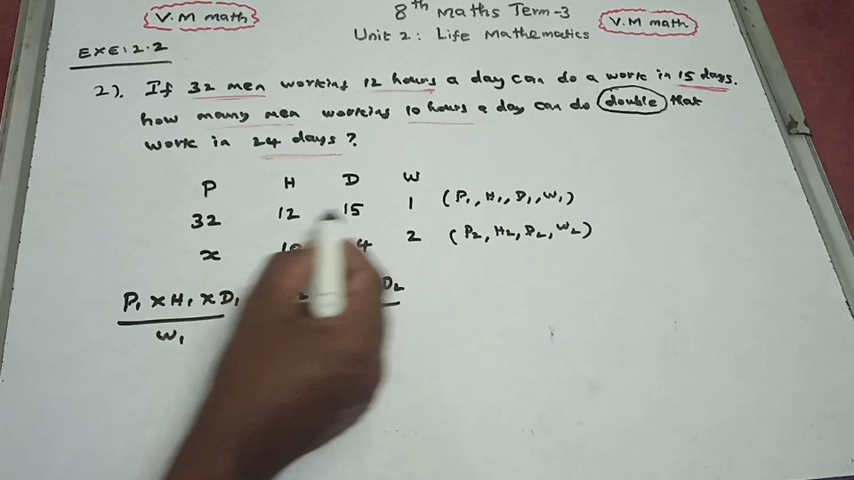 V.M math
8th Maths Term-3
V.M math
Unit 2: Life Mathematics
EXE: 2.2
2). If 32 men working 12 hours a day can do a work in 15 days.
how many men working 10 hours a day can do double that
work in 24 days?
P H D W
32 12 15 1 (P₁, H₁, D₁, W₁)
x 2 (P₂, H₂, D₂, W₂)
P₁ × H₁ × D₁ D₂
W₁